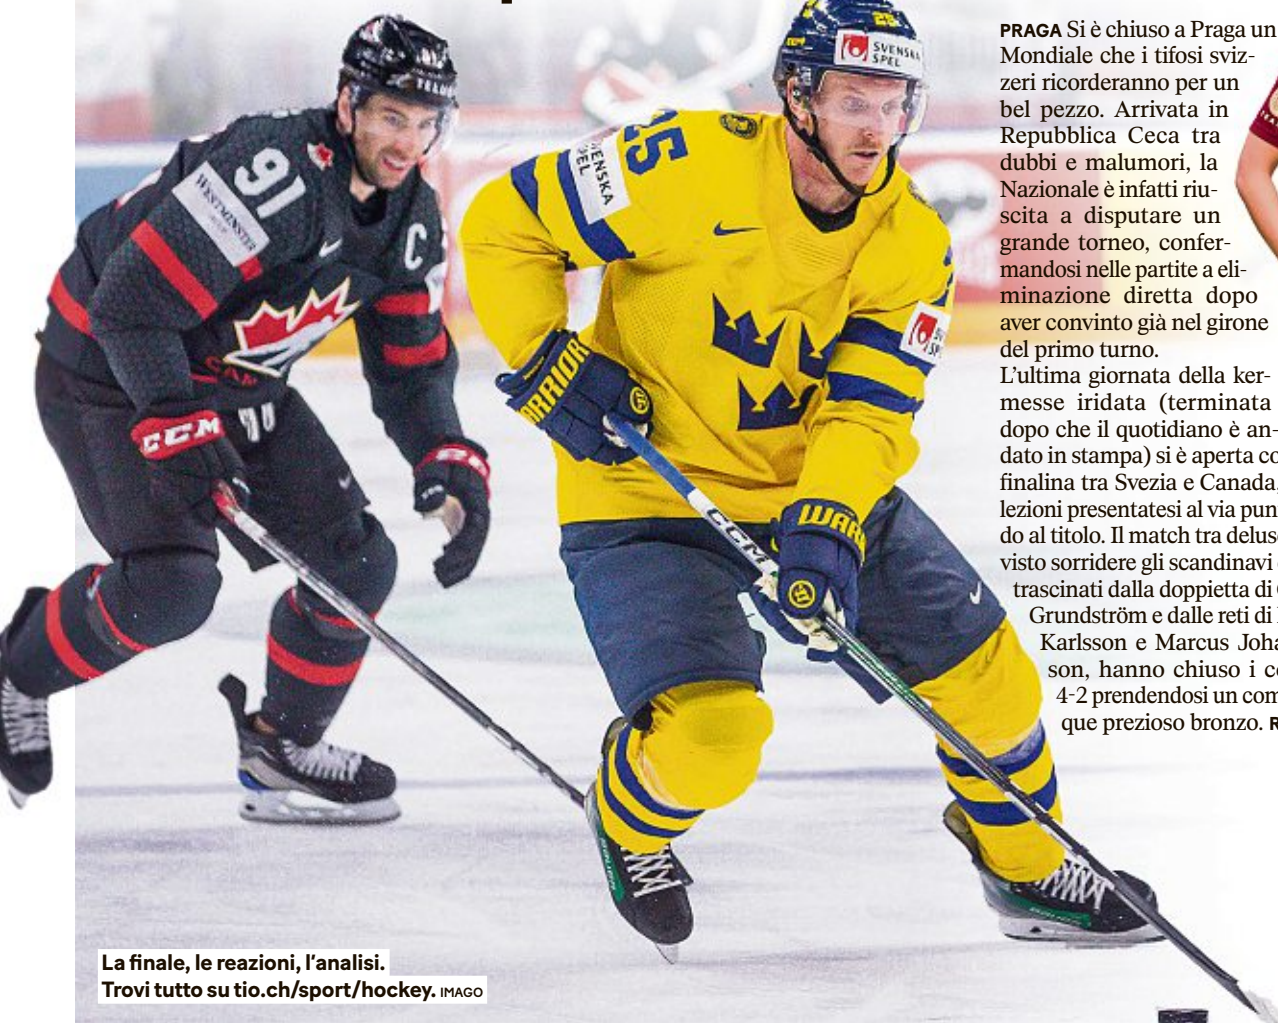 PRAGA Si è chiuso a Praga un
Mondiale che i tifosi sviz-
zeri ricorderanno per un
bel pezzo. Arrivata in
Repubblica Ceca tra
dubbi e malumori, la
Nazionale è infatti riu-
scita a disputare un
grande torneo, confer-
mandosi nelle partite a eli-
minazione diretta dopo
aver convinto già nel girone
del primo turno.
L'ultima giornata della ker-
messe iridata (terminata
dopo che il quotidiano è an-
dato in stampa) si è aperta
finalina tra Svezia e Canada,
lezioni presentatesi al via
do al titolo. Il match tra
visto sorridere gli scandinavi
trascinati dalla doppietta di
Grundström e dalle reti di
Karlsson e Marcus
son, hanno chiuso i
4-2 prendendosi un
que prezioso bronzo.
La finale, le reazioni, l'analisi.
Trovi tutto su tio.ch/sport/hockey. IMAGO
91
C
WESTMINSTER
TELUS
CCM
25
SVENSKA
SPEL
25
SVENSKA
SPEL
WARRIOR
CCM